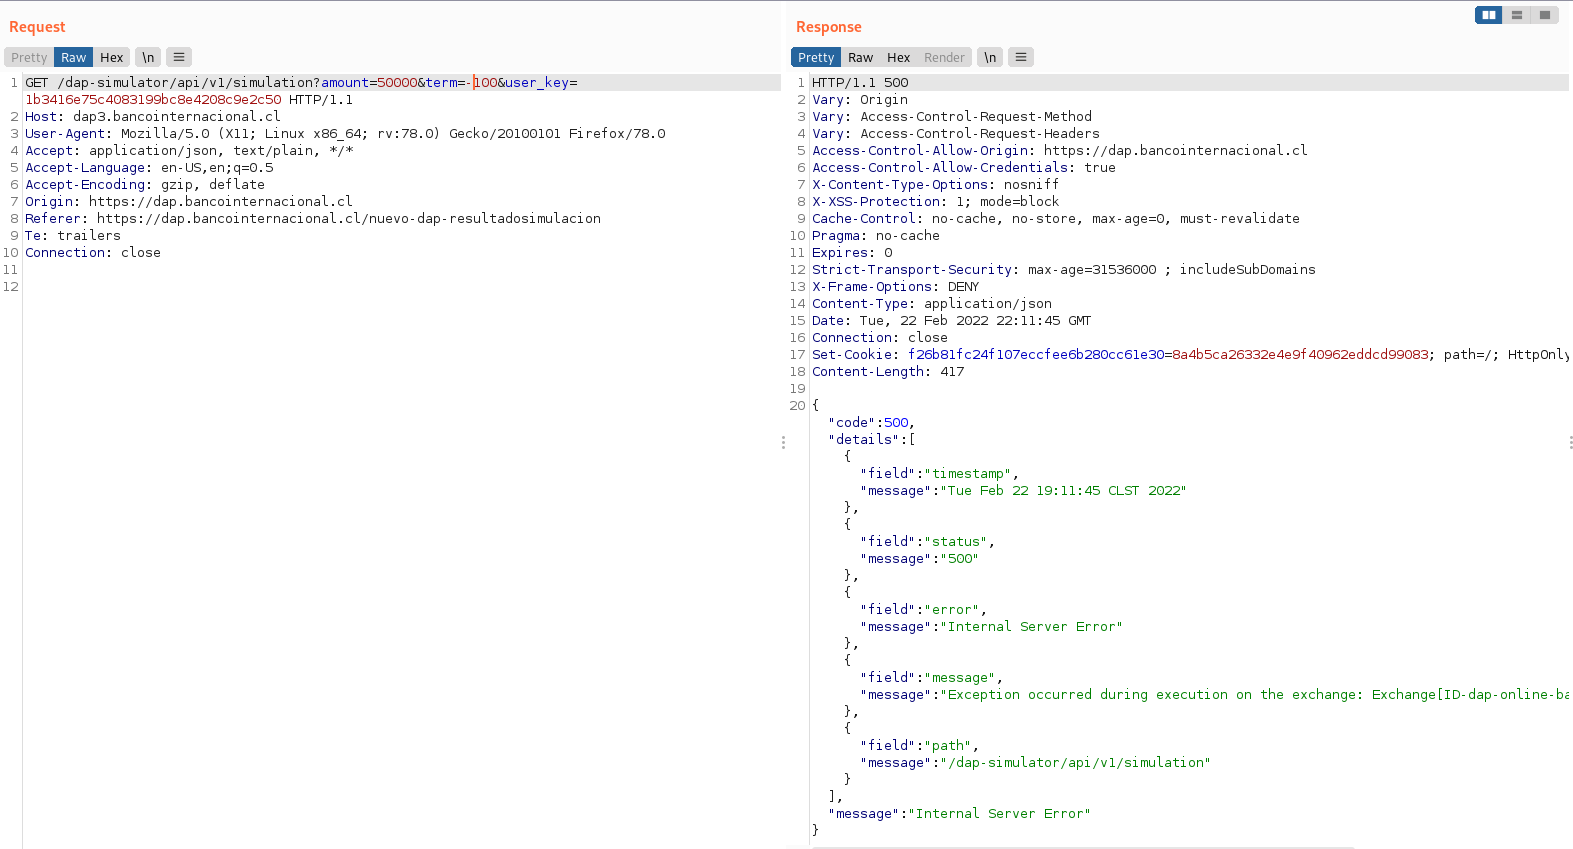 Request
Pretty Raw Hex \n
1 GET /dap-simulator/api/v1/simulation?amount=50000&term=-100&user_key=
1b3416e75c4083199bc8e4208c9e2c50 HTTP/1.1
2 Host: dap3.bancointernacional.cl
3 User-Agent: Mozilla/5.0 (X11; Linux x86_64; rv:78.0) Gecko/20100101 Firefox/78.0
4 Accept: application/json, text/plain, */*
5 Accept-Language: en-US,en;q=0.5
6 Accept-Encoding: gzip, deflate
7 Origin: https://dap.bancointernacional.cl
8 Referer: https://dap.bancointernacional.cl/nuevo-dap-resultadosimulacion
9 Te: trailers
10 Connection: close
11
12
Response
Pretty Raw Hex Render \n
1 HTTP/1.1 500
2 Vary: Origin
3 Vary: Access-Control-Request-Method
4 Vary: Access-Control-Request-Headers
5 Access-Control-Allow-Origin: https://dap.bancointernacional.cl
6 Access-Control-Allow-Credentials: true
7 X-Content-Type-Options: nosniff
8 X-XSS-Protection: 1; mode=block
9 Cache-Control: no-cache, no-store, max-age=0, must-revalidate
10 Pragma: no-cache
11 Expires: 0
12 Strict-Transport-Security: max-age=31536000 ; includeSubDomains
13 X-Frame-Options: DENY
14 Content-Type: application/json
15 Date: Tue, 22 Feb 2022 22:11:45 GMT
16 Connection: close
17 Set-Cookie: f26b81fc24f107eccfee6b280cc61e30=8a4b5ca26332e4e9f40962eddcd99083; path=/; HttpOnly
18 Content-Length: 417
19
20 {
"code":500,
"details":[
{
"field":"timestamp",
"message":"Tue Feb 22 19:11:45 CLST 2022"
},
{
"field":"status",
"message":"500"
},
{
"field":"error",
"message":"Internal Server Error"
},
{
"field":"message",
"message":"Exception occurred during execution on the exchange: Exchange[ID-dap-online-ba
},
{
"field":"path",
"message":"/dap-simulator/api/v1/simulation"
}
],
"message":"Internal Server Error"
}